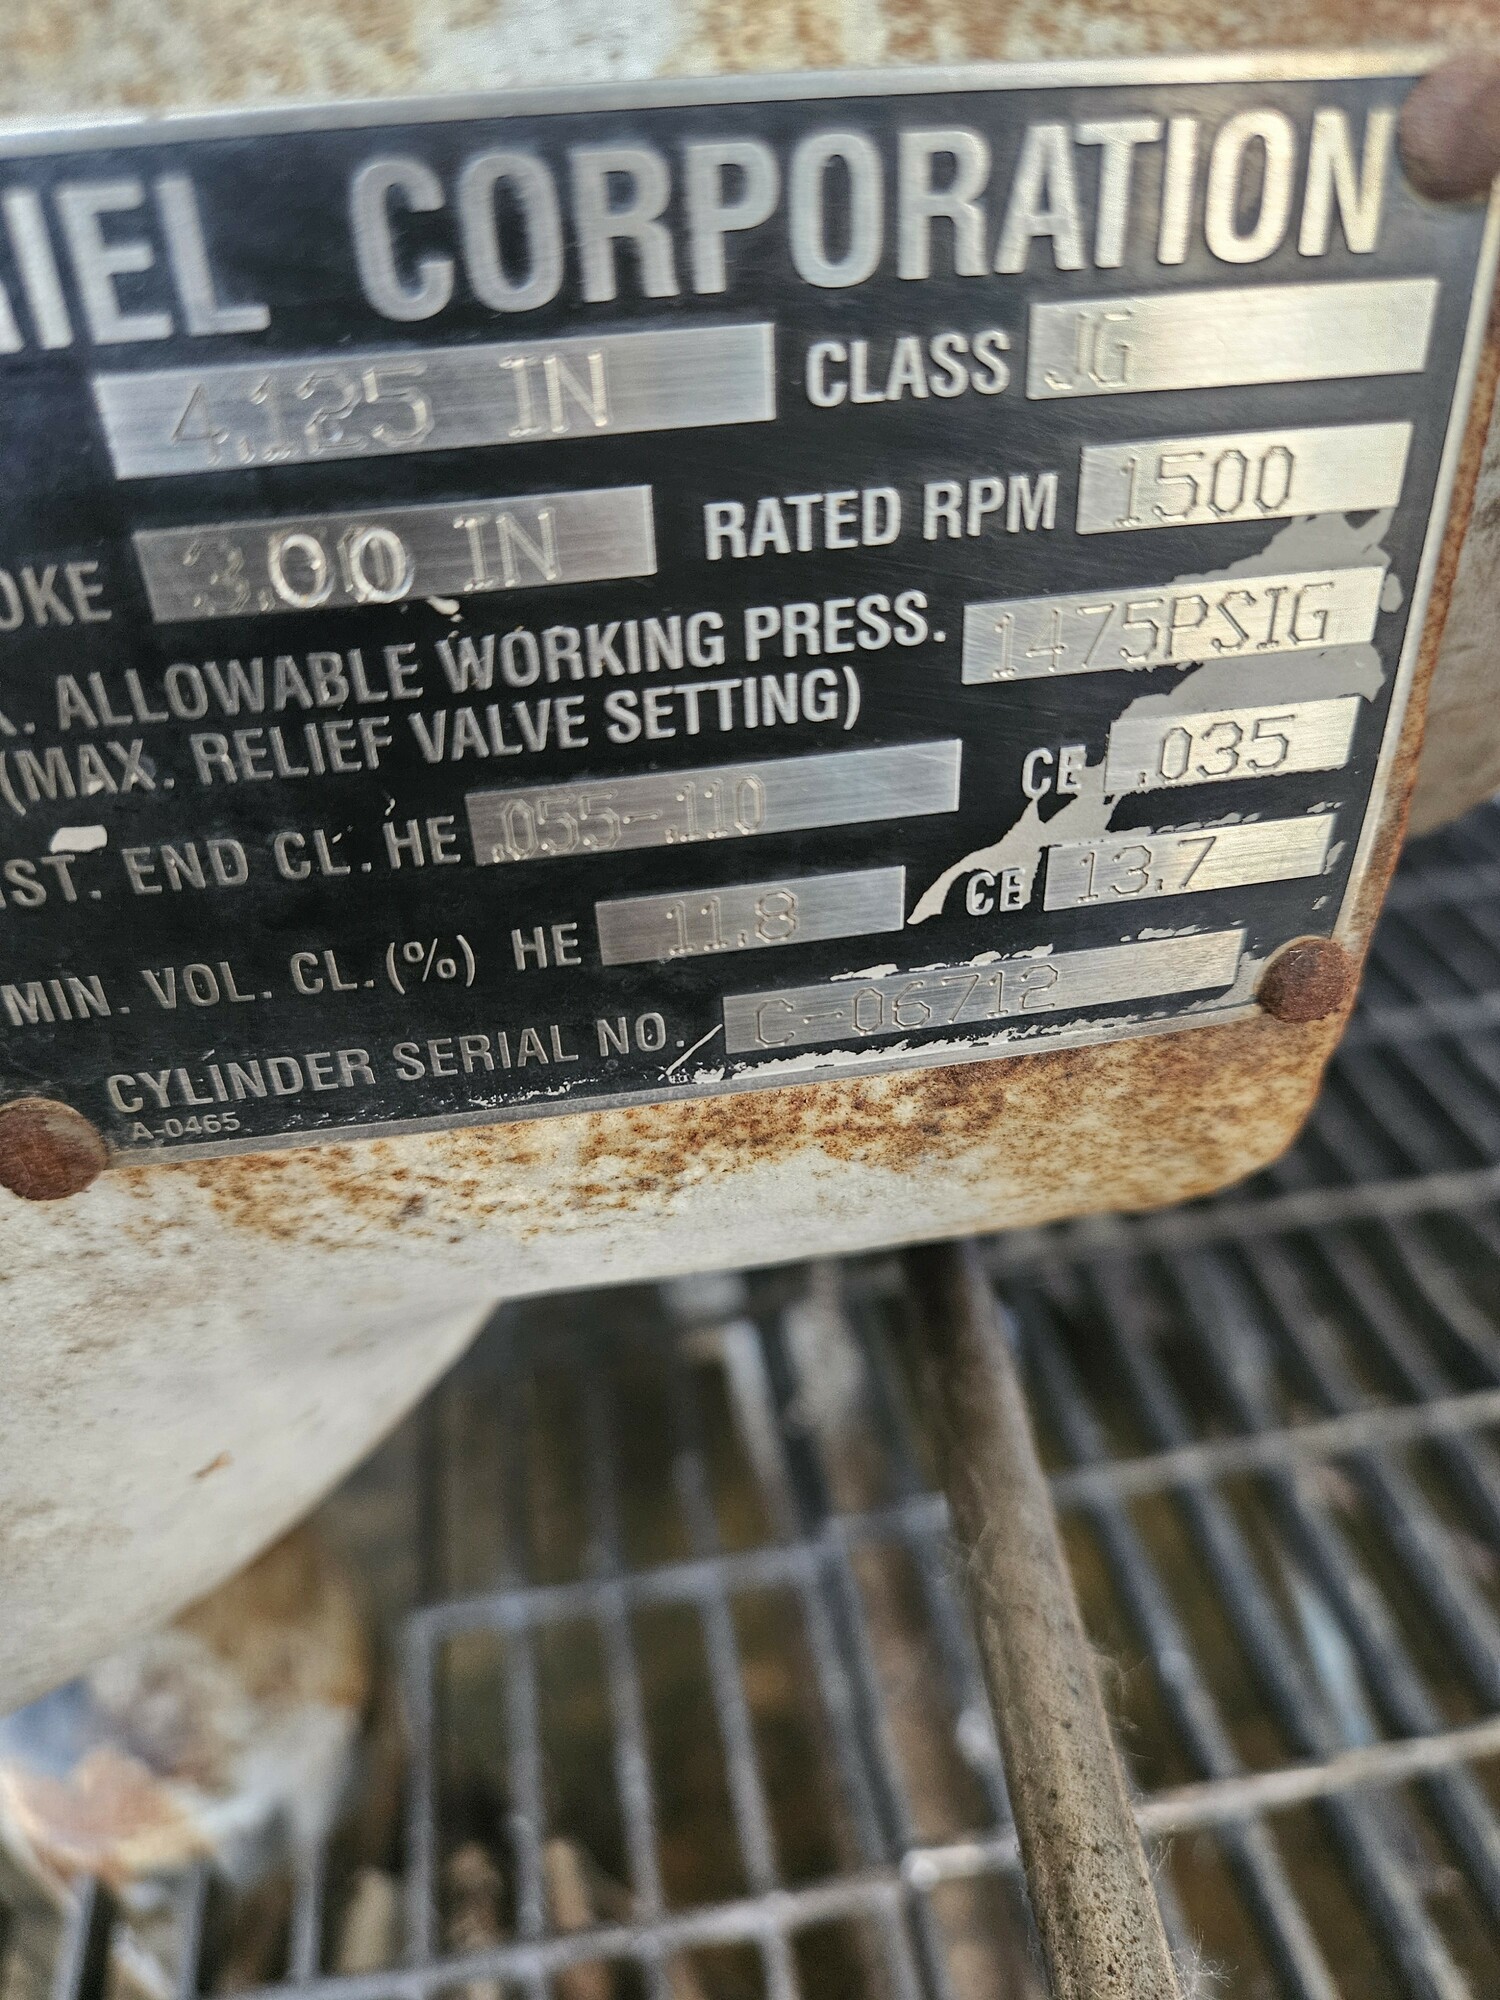 RIEL CORPORATION
4.125 IN CLASS JG
OKE 3.00 IN RATED RPM 1500
. ALLOWABLE WORKING PRESS. 1475PSIG
(MAX. RELIEF VALVE SETTING)
IST. END CL. HE .055-.110 CE .035
MIN. VOL. CL.(%) HE 11.8 CE 13.7
CYLINDER SERIAL NO. C-06712
A-0465